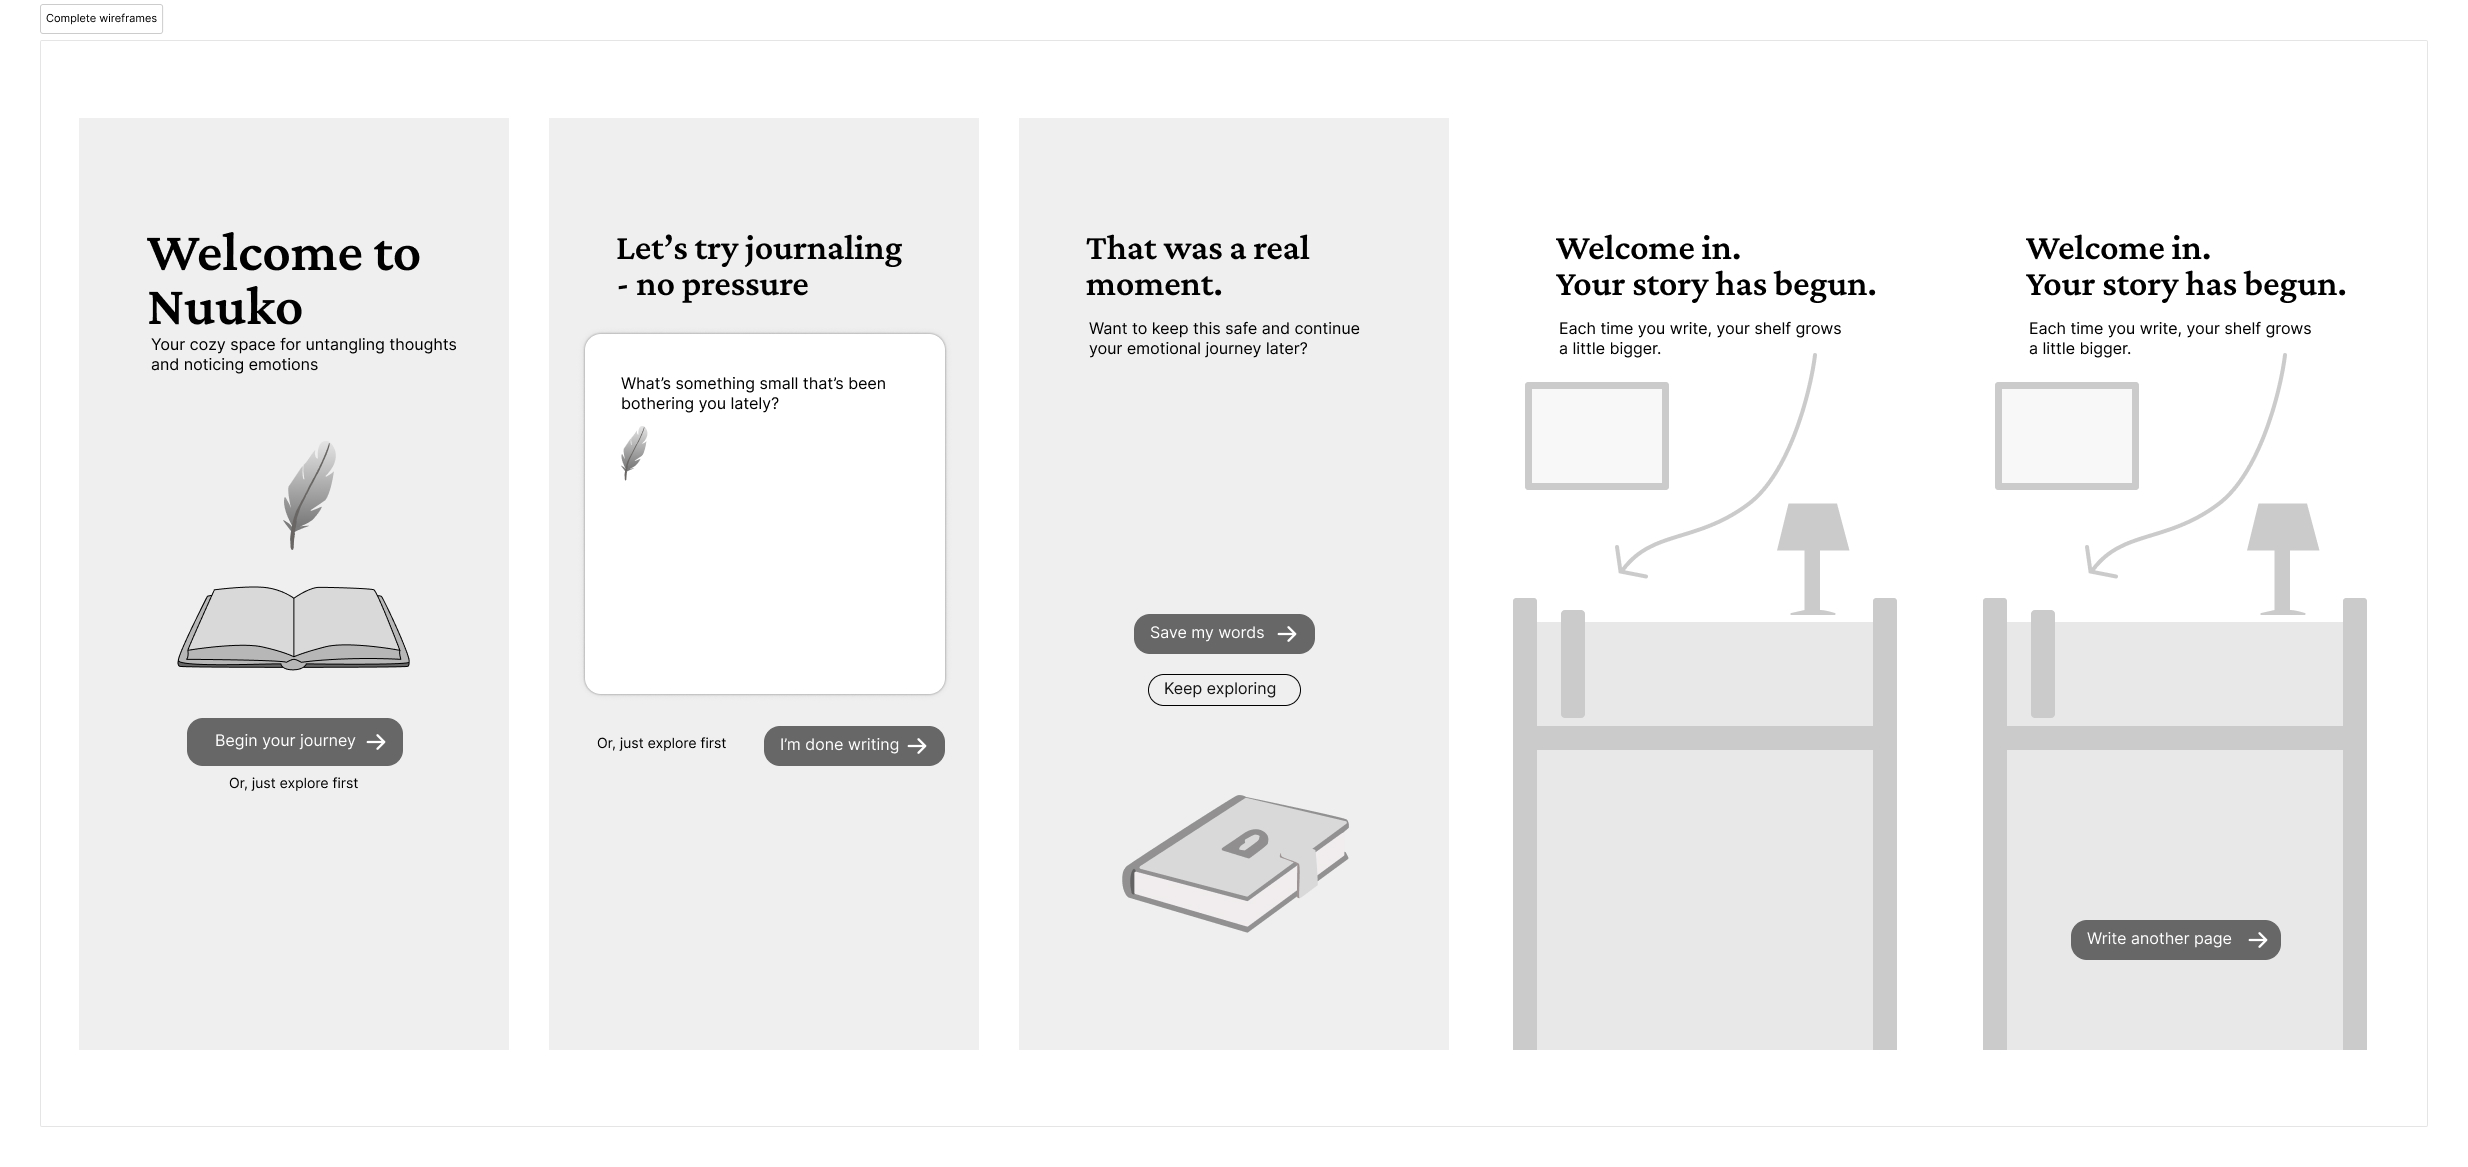 Complete wireframes
Welcome to
Nuuko
Your cozy space for untangling thoughts
and noticing emotions
Begin your journey
Or, just explore first
Let’s try journaling
- no pressure
What’s something small that’s been
bothering you lately?
Or, just explore first
I’m done writing
That was a real
moment.
Want to keep this safe and continue
your emotional journey later?
Save my words
Keep exploring
Welcome in.
Your story has begun.
Each time you write, your shelf grows
a little bigger.
Welcome in.
Your story has begun.
Each time you write, your shelf grows
a little bigger.
Write another page